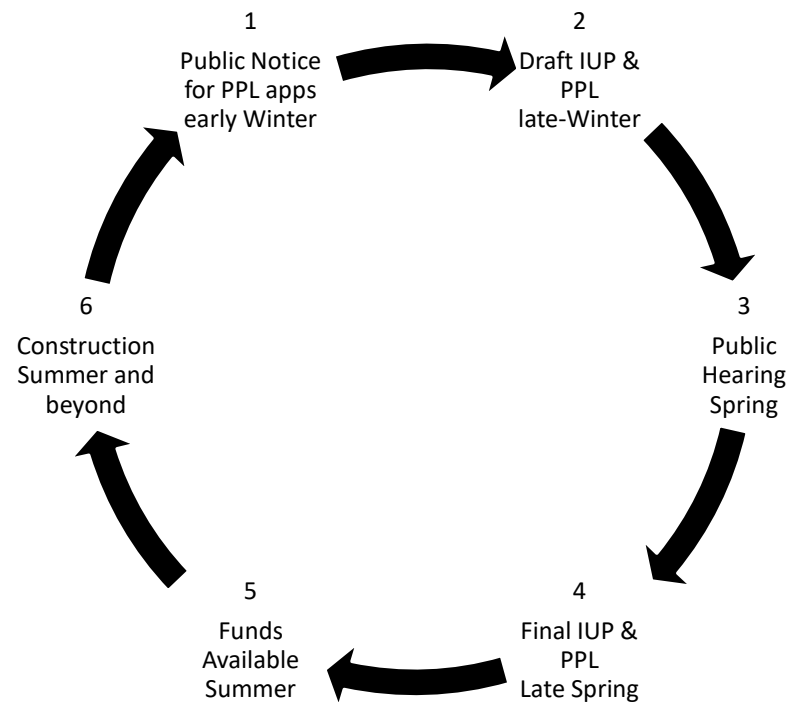 1
Public Notice
for PPL apps
early Winter
2
Draft IUP &
PPL
late-Winter
3
Public
Hearing
Spring
4
Final IUP &
PPL
Late Spring
5
Funds
Available
Summer
6
Construction
Summer and
beyond